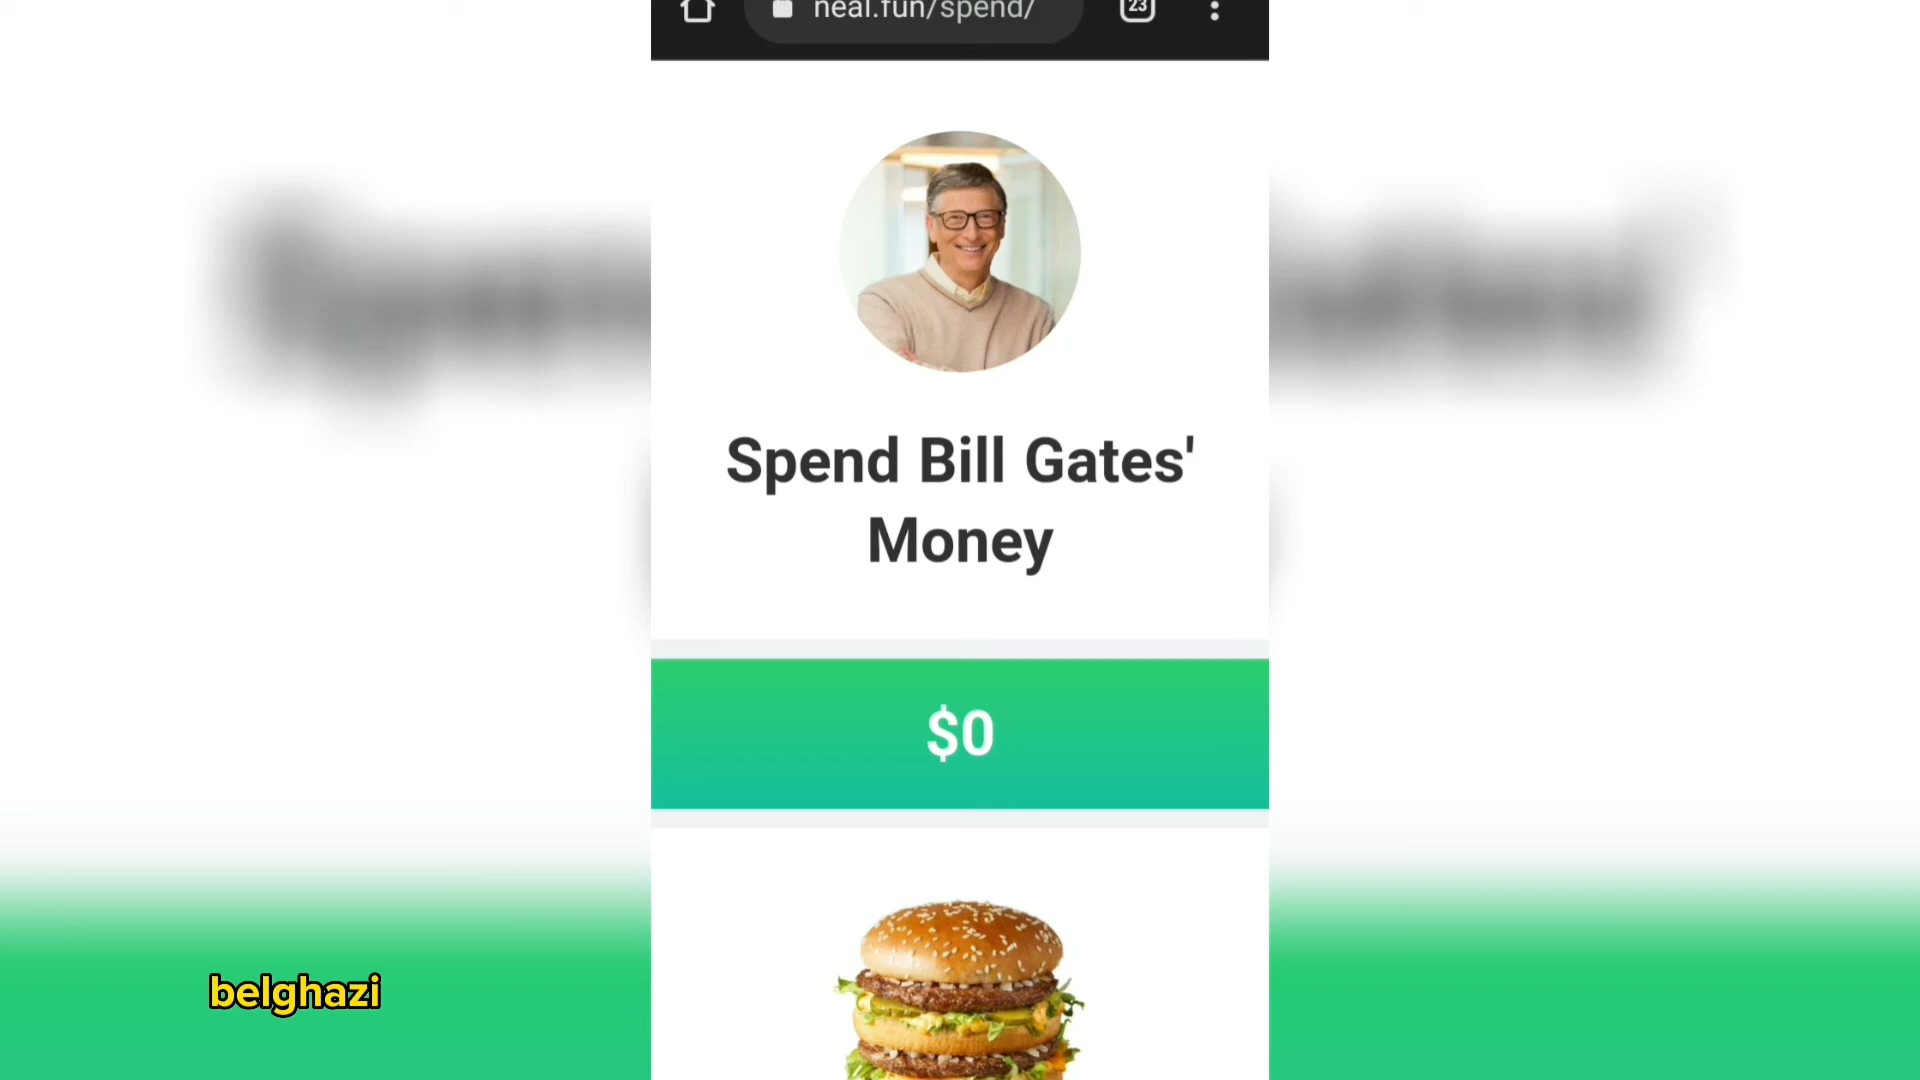 neal.fun/spend/
23
Spend Bill Gates'
Money
$0
belghazi